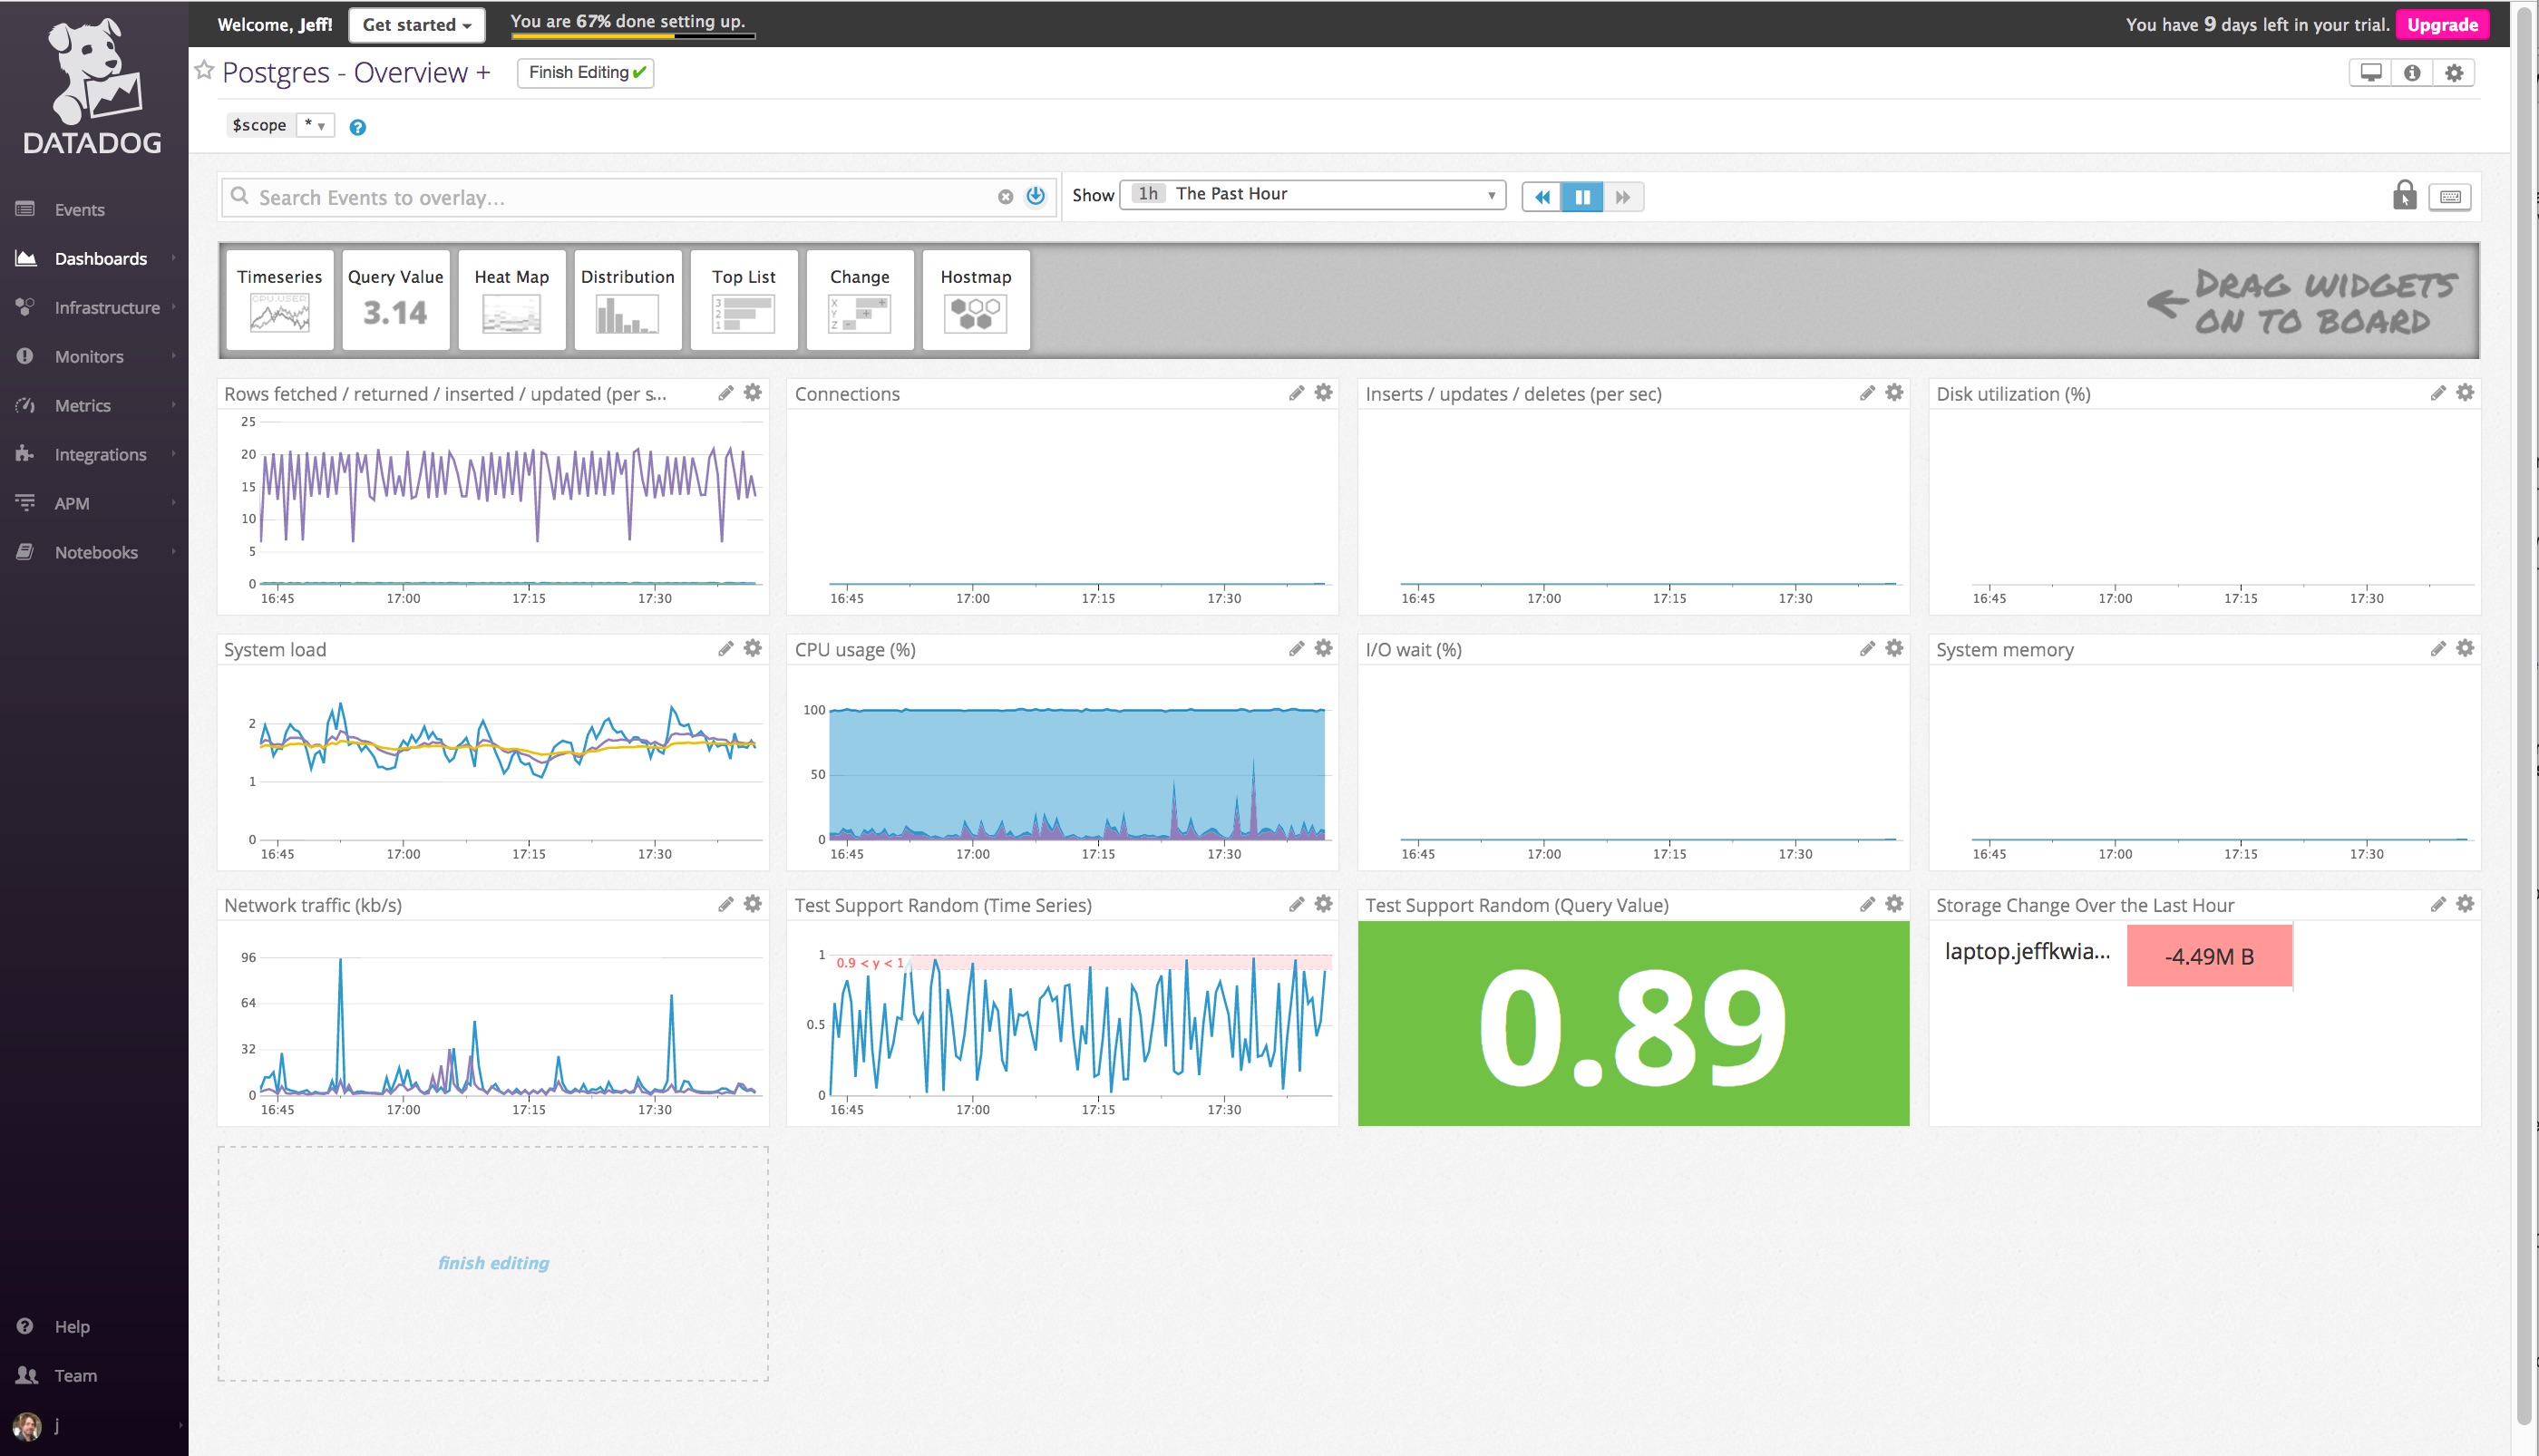 DATADOG
Events
Dashboards
Infrastructure
Monitors
Metrics
Integrations
APM
Notebooks
Help
Team
j
Welcome, Jeff!
Get started
You are 67% done setting up.
You have 9 days left in your trial.
Upgrade
Postgres - Overview +
Finish Editing
$scope
*
Search Events to overlay...
Show
1h The Past Hour
Timeseries
CPU USER
Query Value
3.14
Heat Map
Distribution
Top List
3
2
1
Change
X
Y
Z
Hostmap
DRAG WIDGETS
ON TO BOARD
Rows fetched / returned / inserted / updated (per s...
25
20
15
10
5
0
16:45 17:00 17:15 17:30
Connections
16:45 17:00 17:15 17:30
Inserts / updates / deletes (per sec)
16:45 17:00 17:15 17:30
Disk utilization (%)
16:45 17:00 17:15 17:30
System load
2
1
0
16:45 17:00 17:15 17:30
CPU usage (%)
100
50
0
16:45 17:00 17:15 17:30
I/O wait (%)
16:45 17:00 17:15 17:30
System memory
16:45 17:00 17:15 17:30
Network traffic (kb/s)
96
64
32
0
16:45 17:00 17:15 17:30
Test Support Random (Time Series)
1
0.9 < y < 1
0.5
0
16:45 17:00 17:15 17:30
Test Support Random (Query Value)
0.89
Storage Change Over the Last Hour
laptop.jeffkwia...
-4.49M B
finish editing